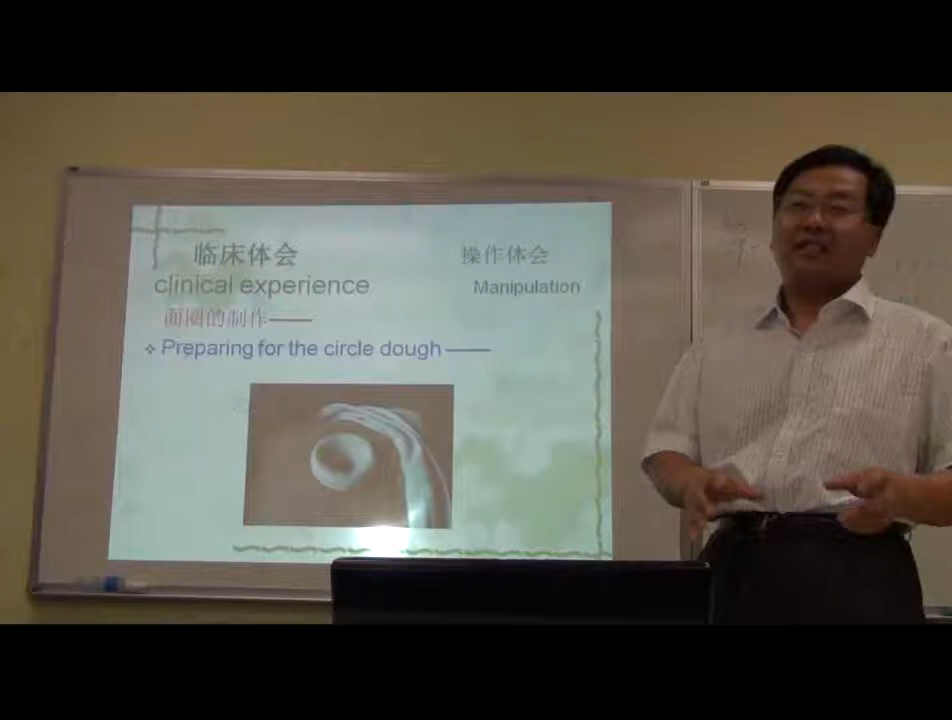 临床体会
操作体会
clinical experience
Manipulation
面圈的制作——
Preparing for the circle dough ——